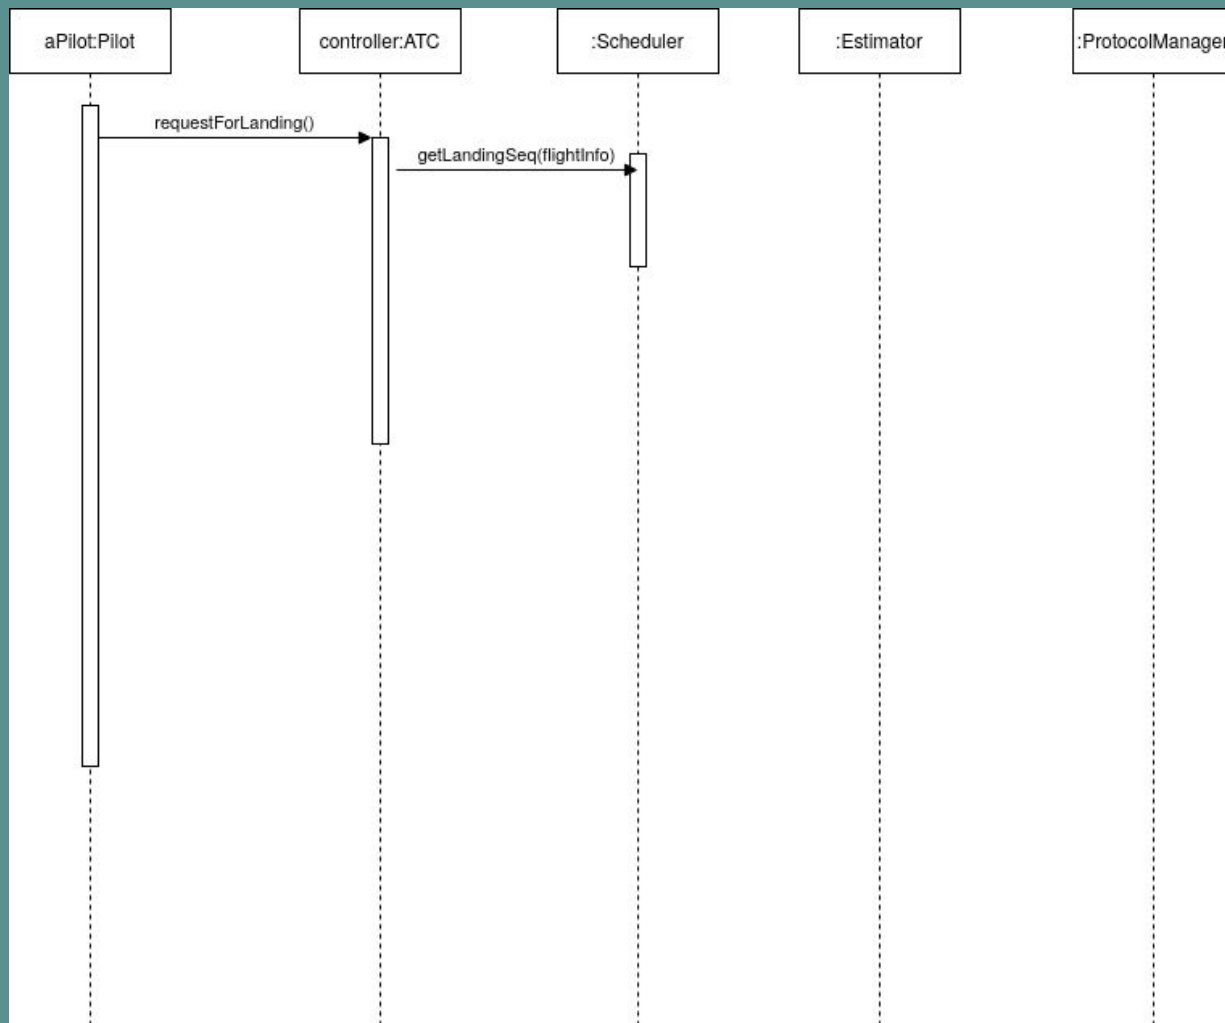 aPilot:Pilot
controller:ATC
:Scheduler
:Estimator
:ProtocolManager
requestForLanding()
getLandingSeq(flightInfo)